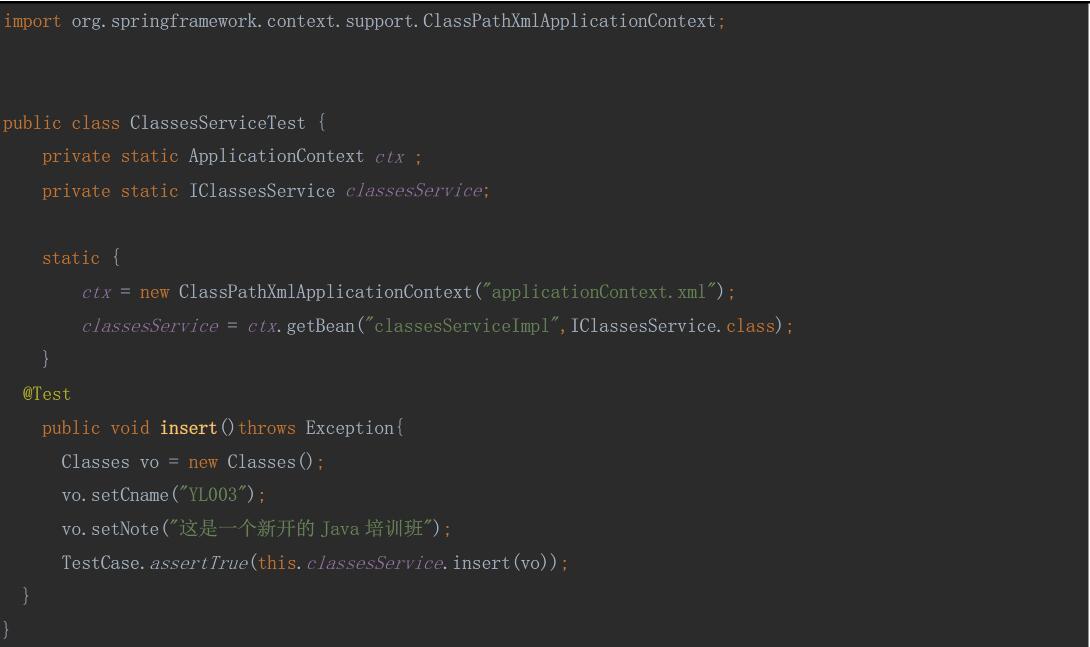 import org.springframework.context.support.ClassPathXmlApplicationContext;
public class ClassesServiceTest {
private static ApplicationContext ctx ;
private static IClassesService classesService;
static {
ctx = new ClassPathXmlApplicationContext("applicationContext.xml");
classesService = ctx.getBean("classesServiceImpl",IClassesService.class);
}
@Test
public void insert()throws Exception{
Classes vo = new Classes();
vo.setCname("YL003");
vo.setNote("这是一个新开的 Java 培训班");
TestCase.assertTrue(this.classesService.insert(vo));
}
}